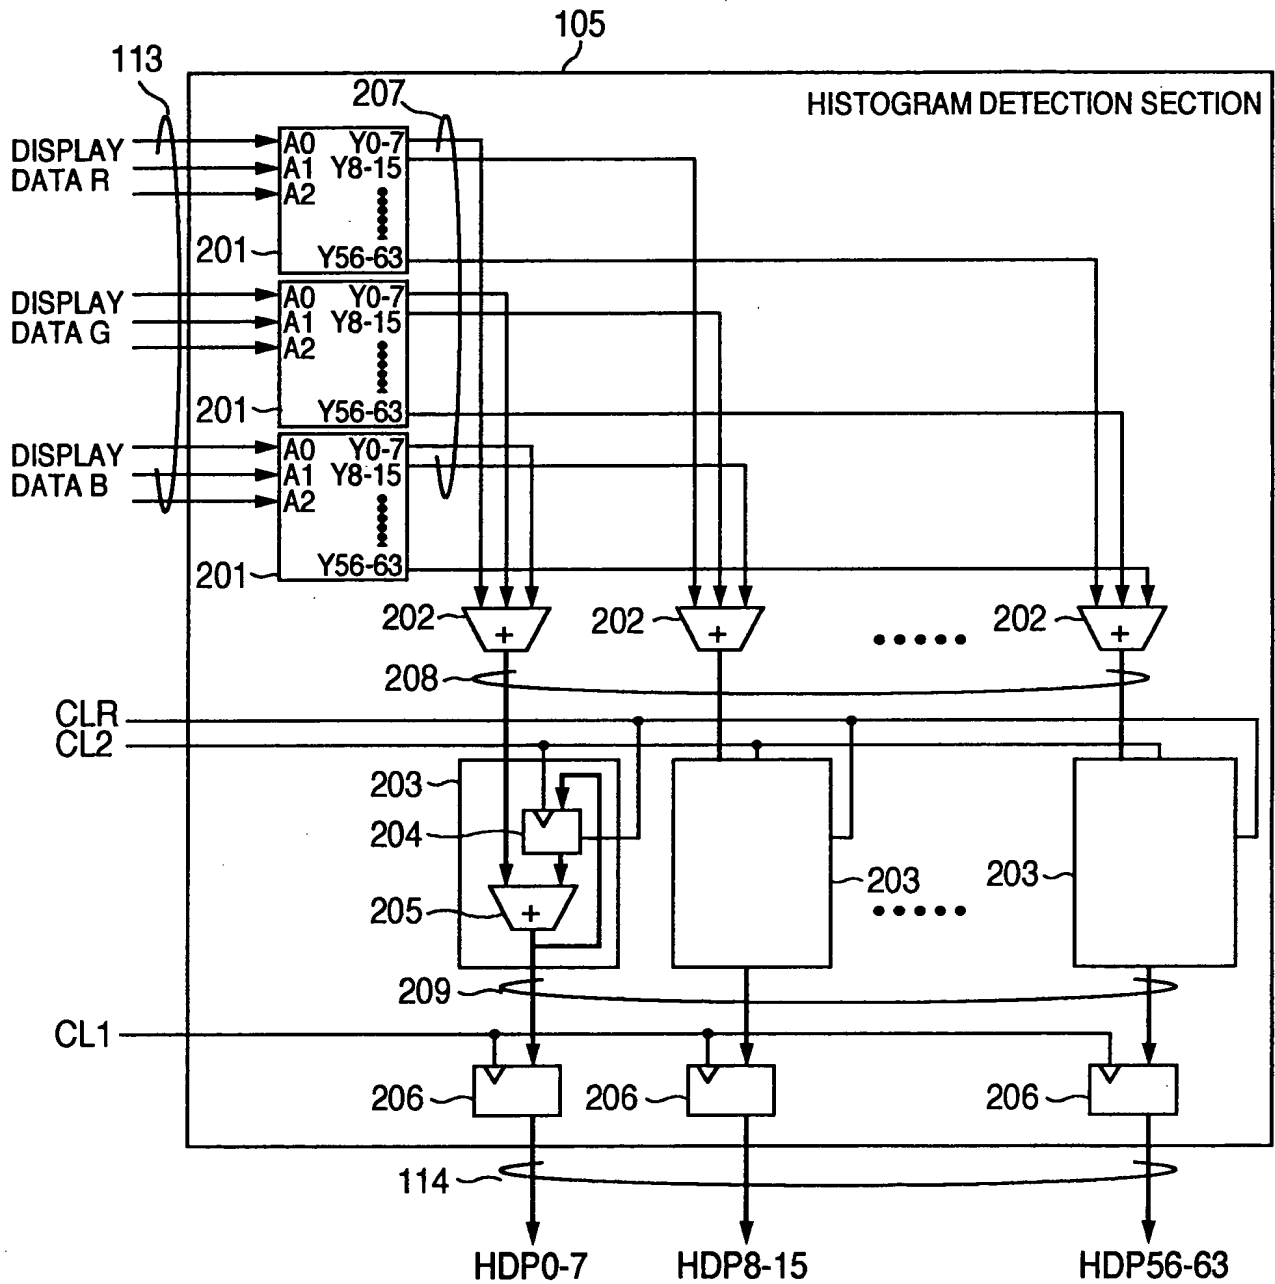 105
113
207
HISTOGRAM DETECTION SECTION
DISPLAY
DATA R
A0
A1
A2
Y0-7
Y8-15
Y56-63
201
DISPLAY
DATA G
A0
A1
A2
Y0-7
Y8-15
Y56-63
201
DISPLAY
DATA B
A0
A1
A2
Y0-7
Y8-15
Y56-63
201
202
+
202
+
202
+
208
CLR
CL2
203
204
205
+
203
203
209
CL1
206
206
206
114
HDP0-7
HDP8-15
HDP56-63